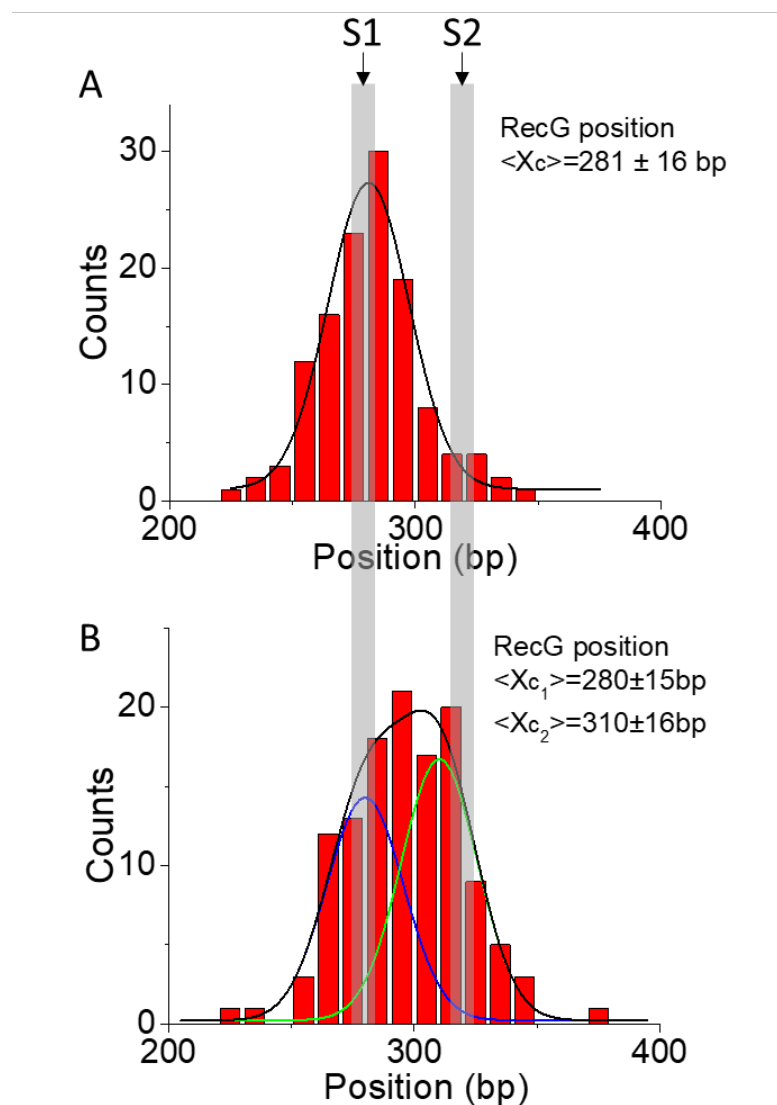 S1 S2
A
RecG position
<Xc>=281 ± 16 bp
30
20
10
0
Counts
200 300 400
Position (bp)
B
RecG position
<Xc₁>=280±15bp
<Xc₂>=310±16bp
20
10
0
Counts
200 300 400
Position (bp)